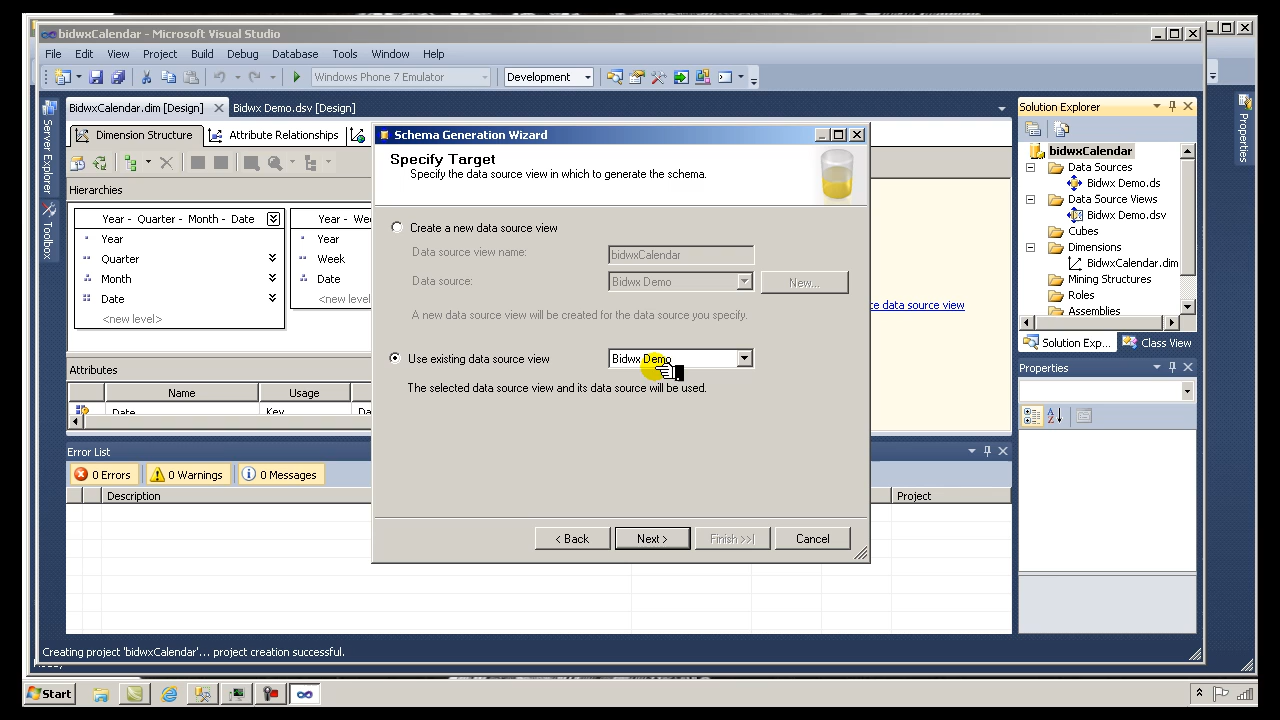 bidwxCalendar - Microsoft Visual Studio
File Edit View Project Build Debug Database Tools Window Help
Windows Phone 7 Emulator Development
BidwxCalendar.dim [Design] Bidwx Demo.dsv [Design]
Dimension Structure Attribute Relationships
Hierarchies
Year - Quarter - Month - Date
Year
Quarter
Month
Date
<new level>
Year - Wee
Year
Week
Date
<new level
Attributes
Name Usage
Date Key Da
Schema Generation Wizard
Specify Target
Specify the data source view in which to generate the schema.
Create a new data source view
Data source view name: bidwxCalendar
Data source: Bidwx Demo New...
A new data source view will be created for the data source you specify.
Use existing data source view Bidwx Demo
The selected data source view and its data source will be used.
< Back Next > Finish >>| Cancel
ce data source view
Error List
0 Errors 0 Warnings 0 Messages
Description Project
Server Explorer
Toolbox
Solution Explorer
bidwxCalendar
Data Sources
Bidwx Demo.ds
Data Source Views
Bidwx Demo.dsv
Cubes
Dimensions
BidwxCalendar.dim
Mining Structures
Roles
Assemblies
Solution Exp... Class View
Properties
Properties
Creating project 'bidwxCalendar'... project creation successful.
Start